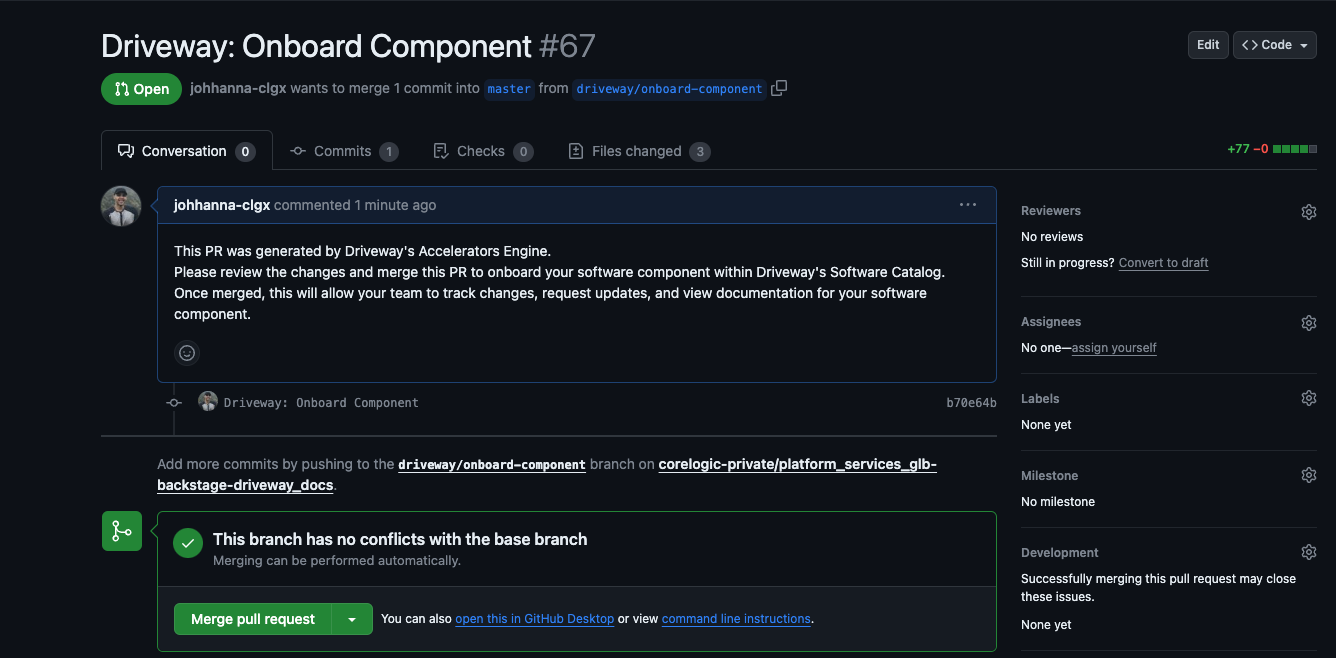 Driveway: Onboard Component #67
Edit
<> Code
Open
johhanna-clgx wants to merge 1 commit into master from driveway/onboard-component
Conversation 0
Commits 1
Checks 0
Files changed 3
+77 −0
johhanna-clgx commented 1 minute ago
This PR was generated by Driveway's Accelerators Engine.
Please review the changes and merge this PR to onboard your software component within Driveway's Software Catalog.
Once merged, this will allow your team to track changes, request updates, and view documentation for your software
component.
Driveway: Onboard Component b70e64b
Add more commits by pushing to the driveway/onboard-component branch on corelogic-private/platform_services_glb-
backstage-driveway_docs.
This branch has no conflicts with the base branch
Merging can be performed automatically.
Merge pull request
You can also open this in GitHub Desktop or view command line instructions.
Reviewers
No reviews
Still in progress? Convert to draft
Assignees
No one—assign yourself
Labels
None yet
Milestone
No milestone
Development
Successfully merging this pull request may close
these issues.
None yet